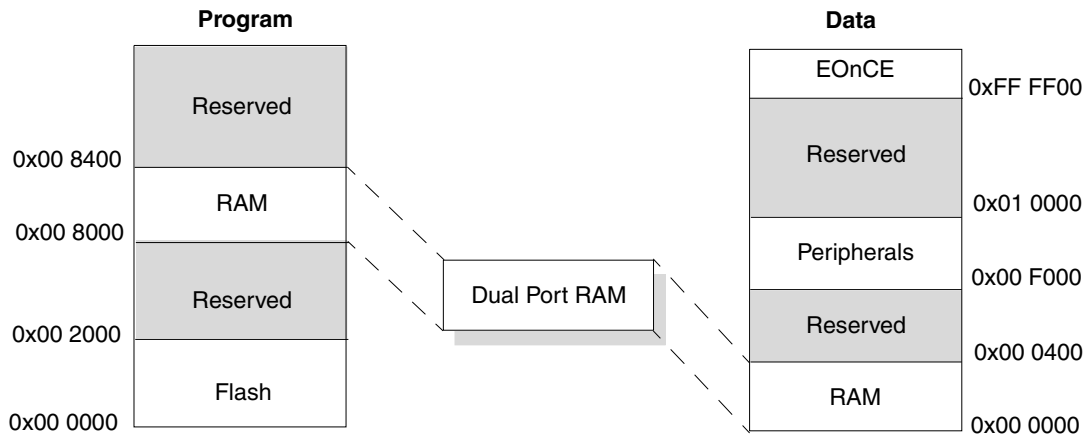 Program
Reserved
0x00 8400
RAM
0x00 8000
Reserved
0x00 2000
Flash
0x00 0000
Dual Port RAM
Data
EOnCE
0xFF FF00
Reserved
0x01 0000
Peripherals
0x00 F000
Reserved
0x00 0400
RAM
0x00 0000